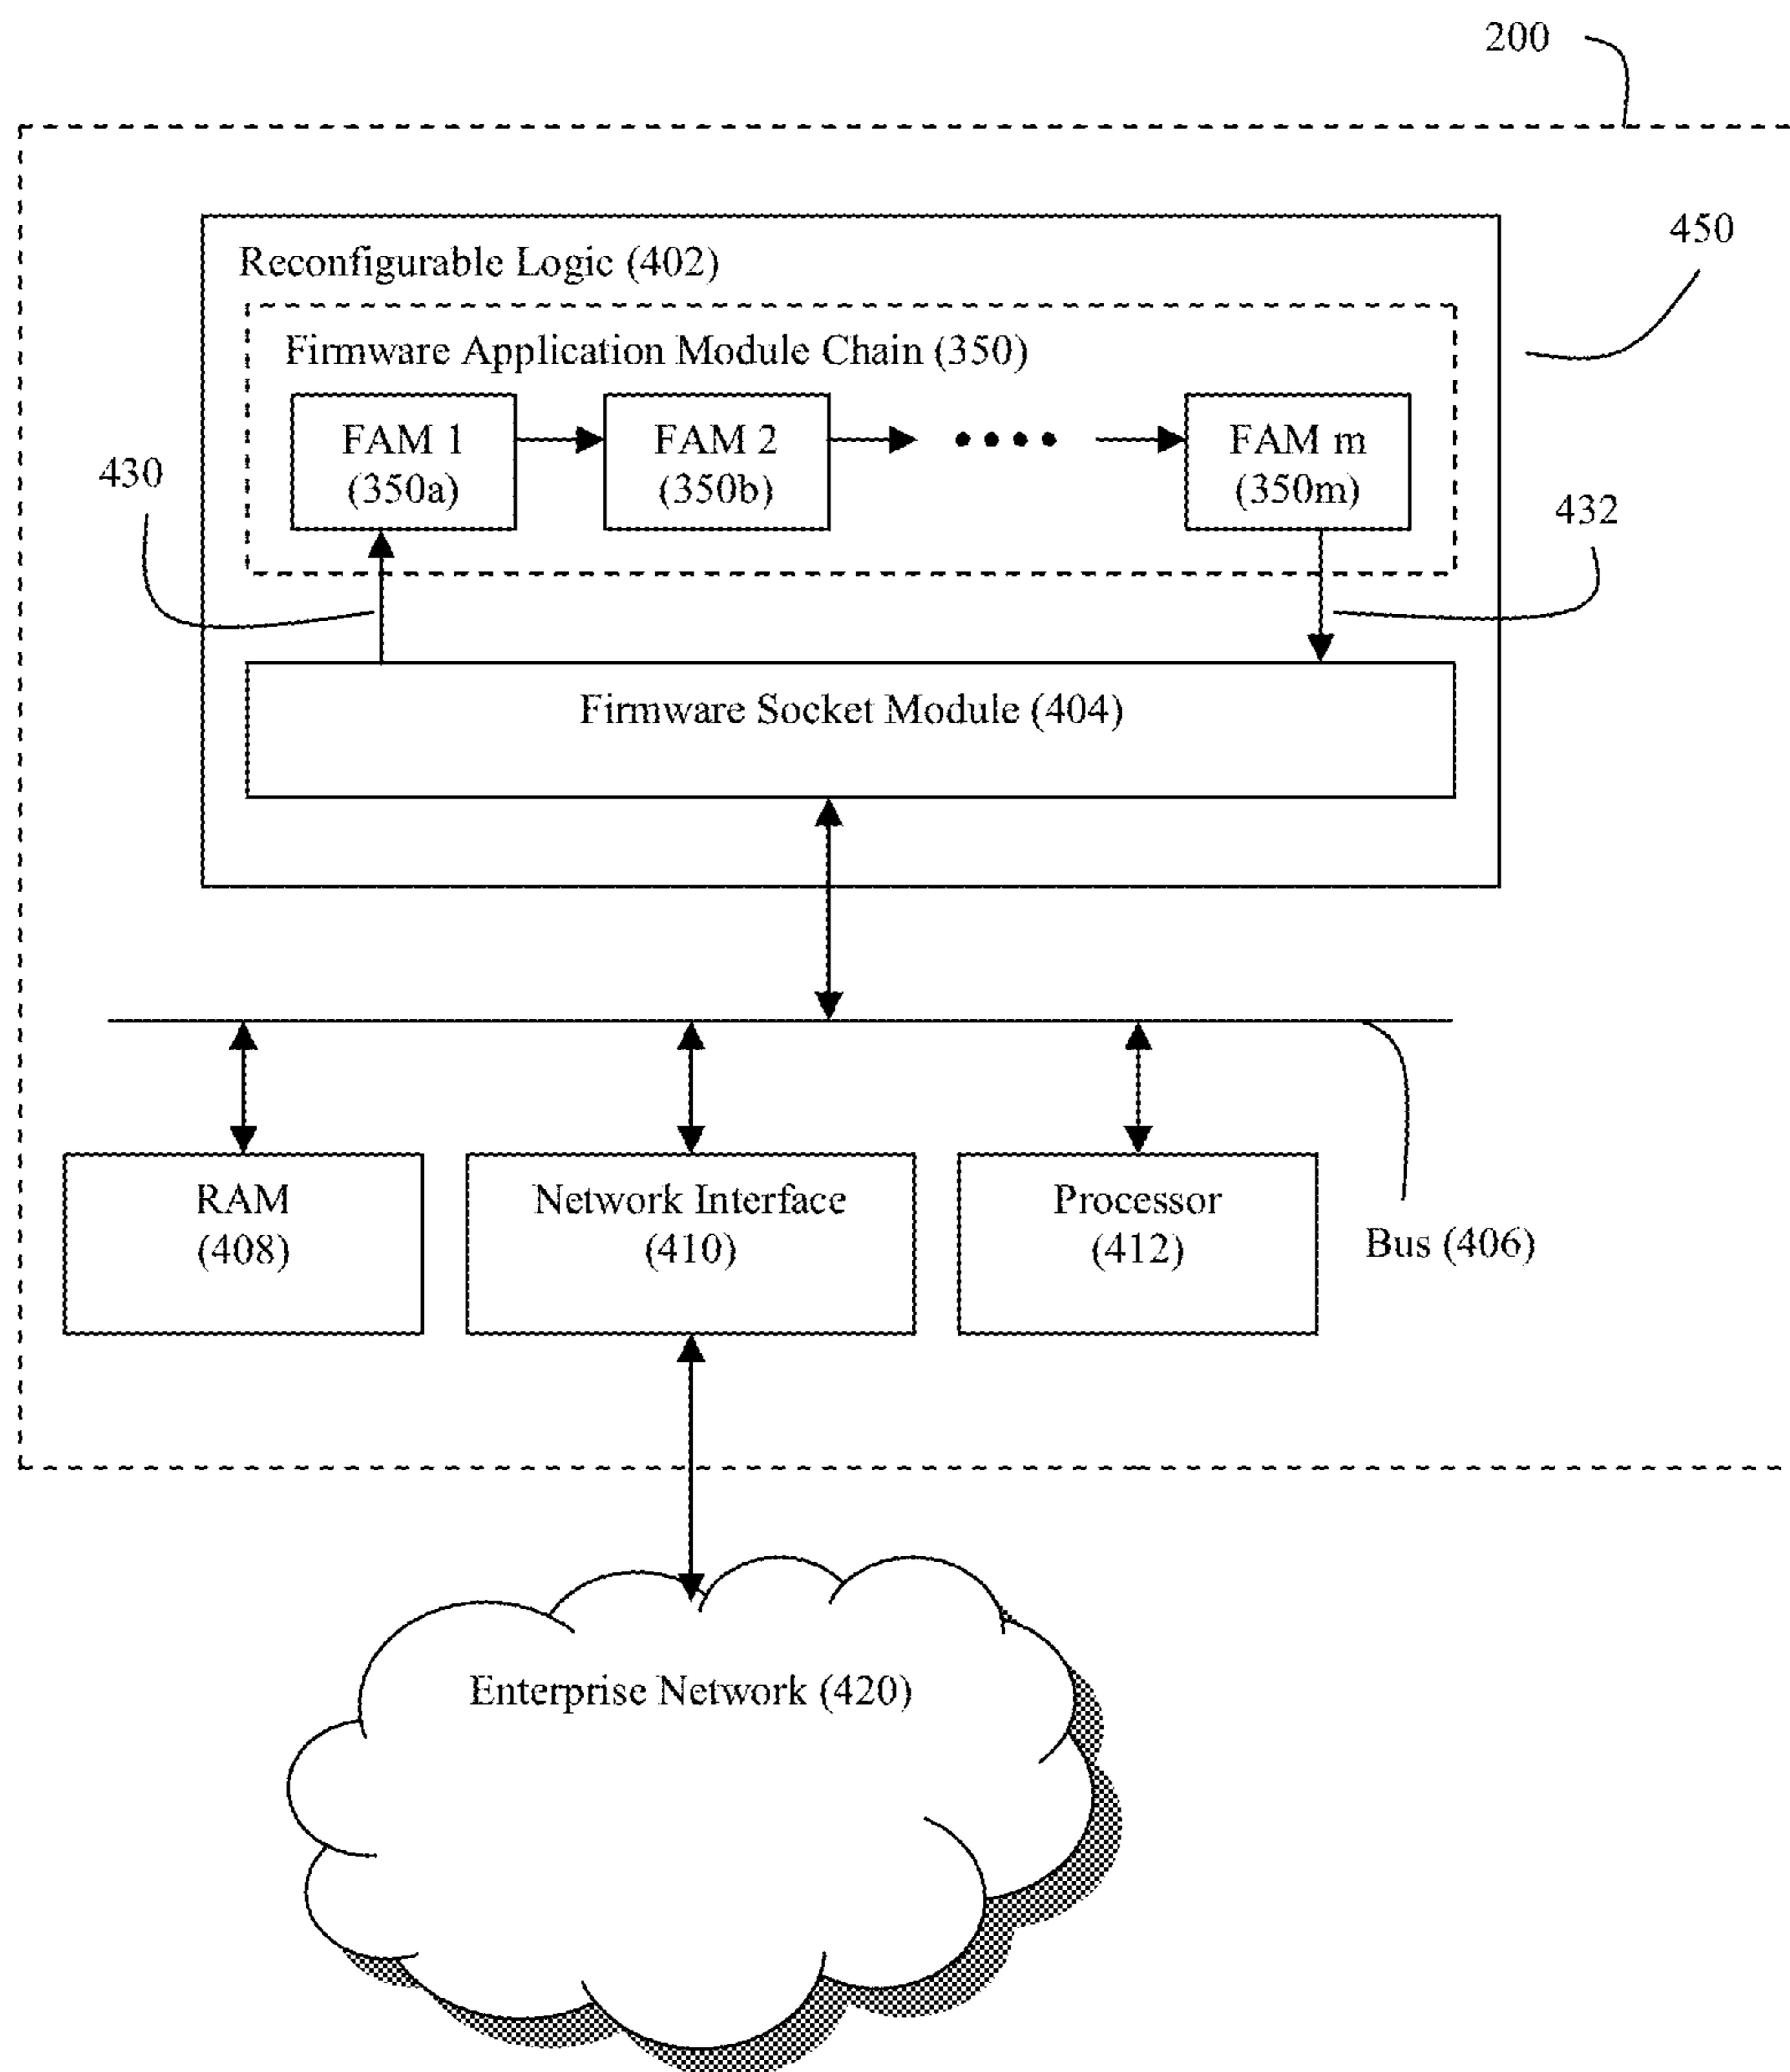 200
450
Reconfigurable Logic (402)
Firmware Application Module Chain (350)
FAM 1
(350a)
FAM 2
(350b)
FAM m
(350m)
430
432
Firmware Socket Module (404)
RAM
(408)
Network Interface
(410)
Processor
(412)
Bus (406)
Enterprise Network (420)